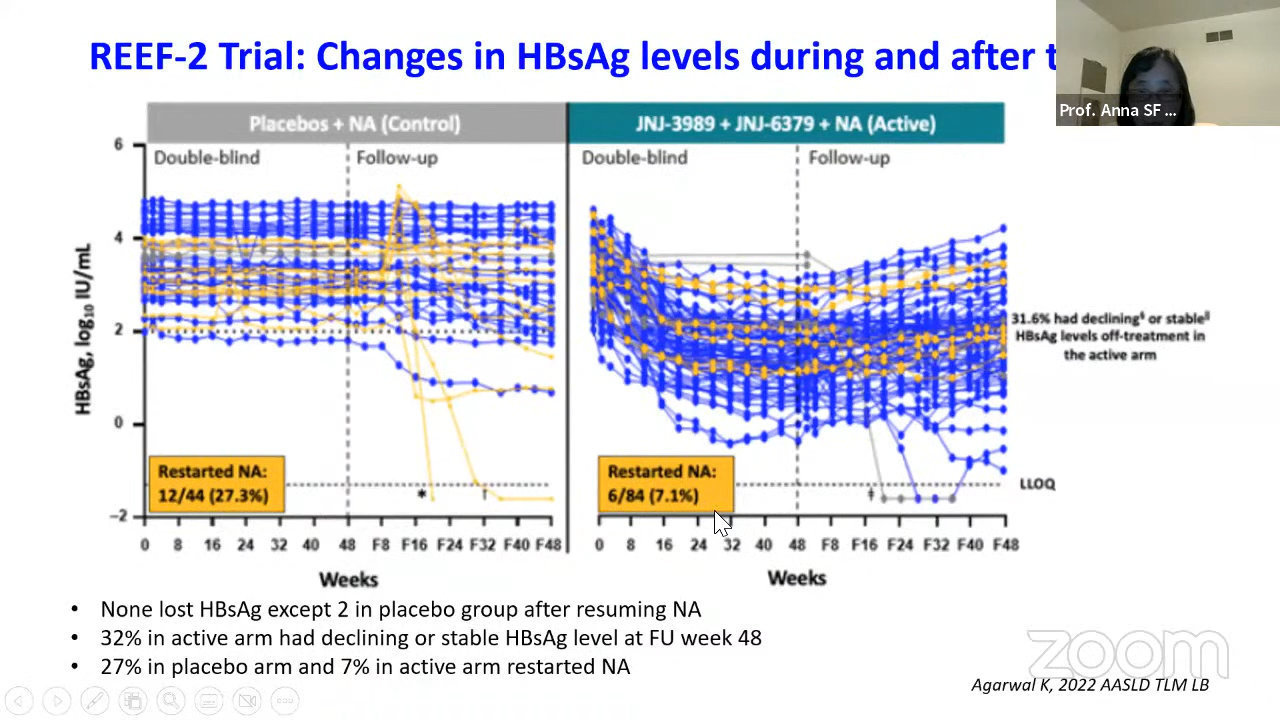 REEF-2 Trial: Changes in HBsAg levels during and after t
Prof. Anna SF ...
Placebos + NA (Control)
JNJ-3989 + JNJ-6379 + NA (Active)
Double-blind
Follow-up
Double-blind
Follow-up
HBsAg, log10 IU/mL
6
4
2
0
−2
31.6% had declining§ or stable||
HBsAg levels off-treatment in
the active arm
Restarted NA:
12/44 (27.3%)
*
†
Restarted NA:
6/84 (7.1%)
‡
LLOQ
0 8 16 24 32 40 48 F8 F16 F24 F32 F40 F48
0 8 16 24 32 40 48 F8 F16 F24 F32 F40 F48
Weeks
Weeks
• None lost HBsAg except 2 in placebo group after resuming NA
• 32% in active arm had declining or stable HBsAg level at FU week 48
• 27% in placebo arm and 7% in active arm restarted NA
zoom
Agarwal K, 2022 AASLD TLM LB